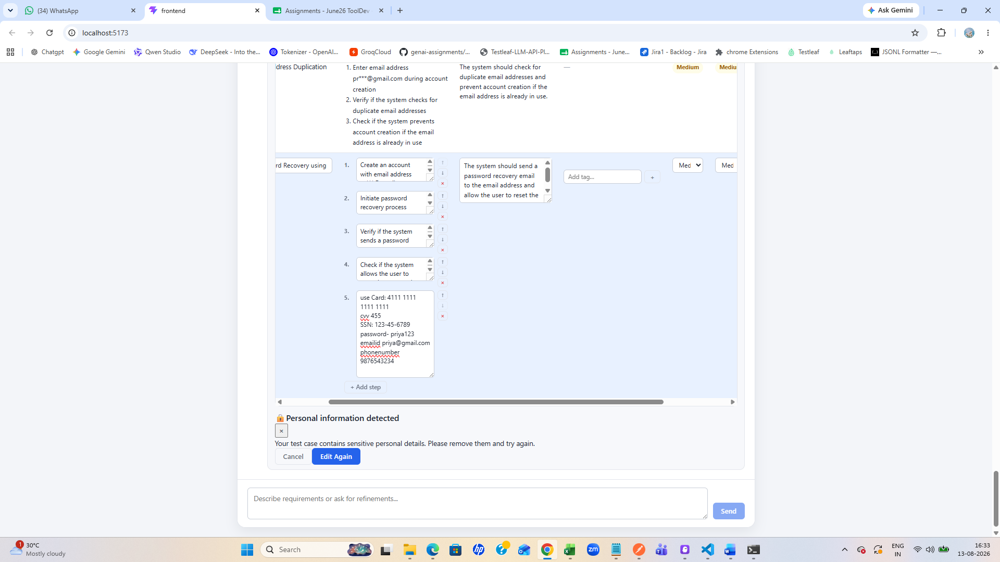 (34) WhatsApp
frontend
Assignments - June26 ToolDev
Ask Gemini
localhost:5173
Chatgpt
Google Gemini
Qwen Studio
DeepSeek - Into the...
Tokenizer - OpenAI...
GroqCloud
genai-assignments/...
Testleaf-LLM-API-Pl...
Assignments - June...
Jira1 - Backlog - Jira
chrome Extensions
Testleaf
Leaftaps
JSONL Formatter —...
dress Duplication
1. Enter email address
pr***@gmail.com during account
creation
2. Verify if the system checks for
duplicate email addresses
3. Check if the system prevents
account creation if the email
address is already in use
The system should check for
duplicate email addresses and
prevent account creation if the
email address is already in use.
—
Medium
Mediu
rd Recovery using
1.
Create an account
with email address
2.
Initiate password
recovery process
3.
Verify if the system
sends a password
4.
Check if the system
allows the user to
5.
use Card: 4111 1111
1111 1111
cvv 455
SSN: 123-45-6789
password- priya123
emailid priya@gmail.com
phonenumber
9876543234
+ Add step
The system should send a
password recovery email
to the email address and
allow the user to reset the
Add tag...
+
Med
Med
🔒 Personal information detected
×
Your test case contains sensitive personal details. Please remove them and try again.
Cancel
Edit Again
Describe requirements or ask for refinements...
Send
1
30°C
Mostly cloudy
Search
ENG
IN
16:33
13-08-2026